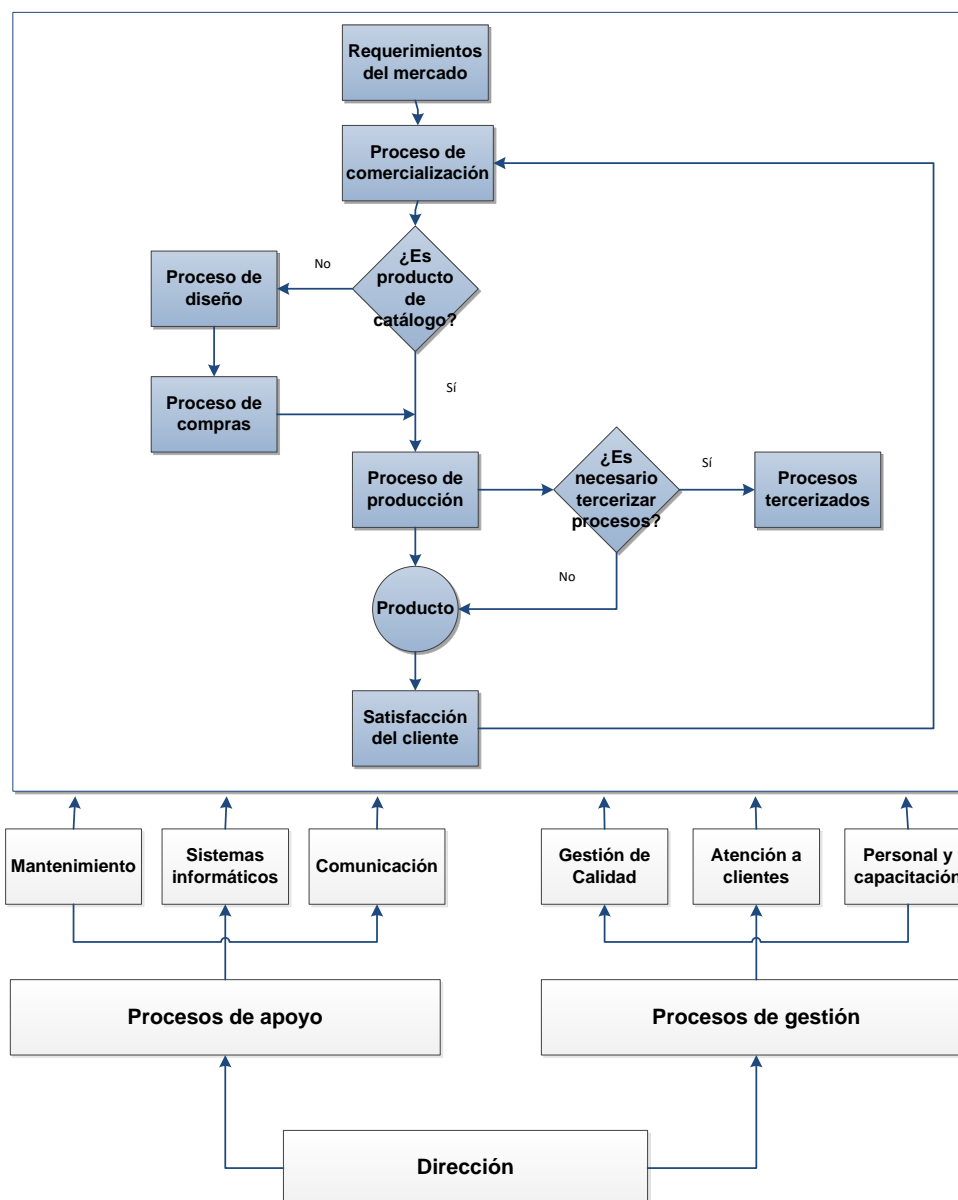 Requerimientos
del mercado
Proceso de
comercialización
¿Es
producto
de
catálogo?
No
Proceso de
diseño
Sí
Proceso de
compras
Proceso de
producción
¿Es
necesario
tercerizar
procesos?
Sí
Procesos
tercerizados
No
Producto
Satisfacción
del cliente
Mantenimiento
Sistemas
informáticos
Comunicación
Gestión de
Calidad
Atención a
clientes
Personal y
capacitación
Procesos de apoyo
Procesos de gestión
Dirección